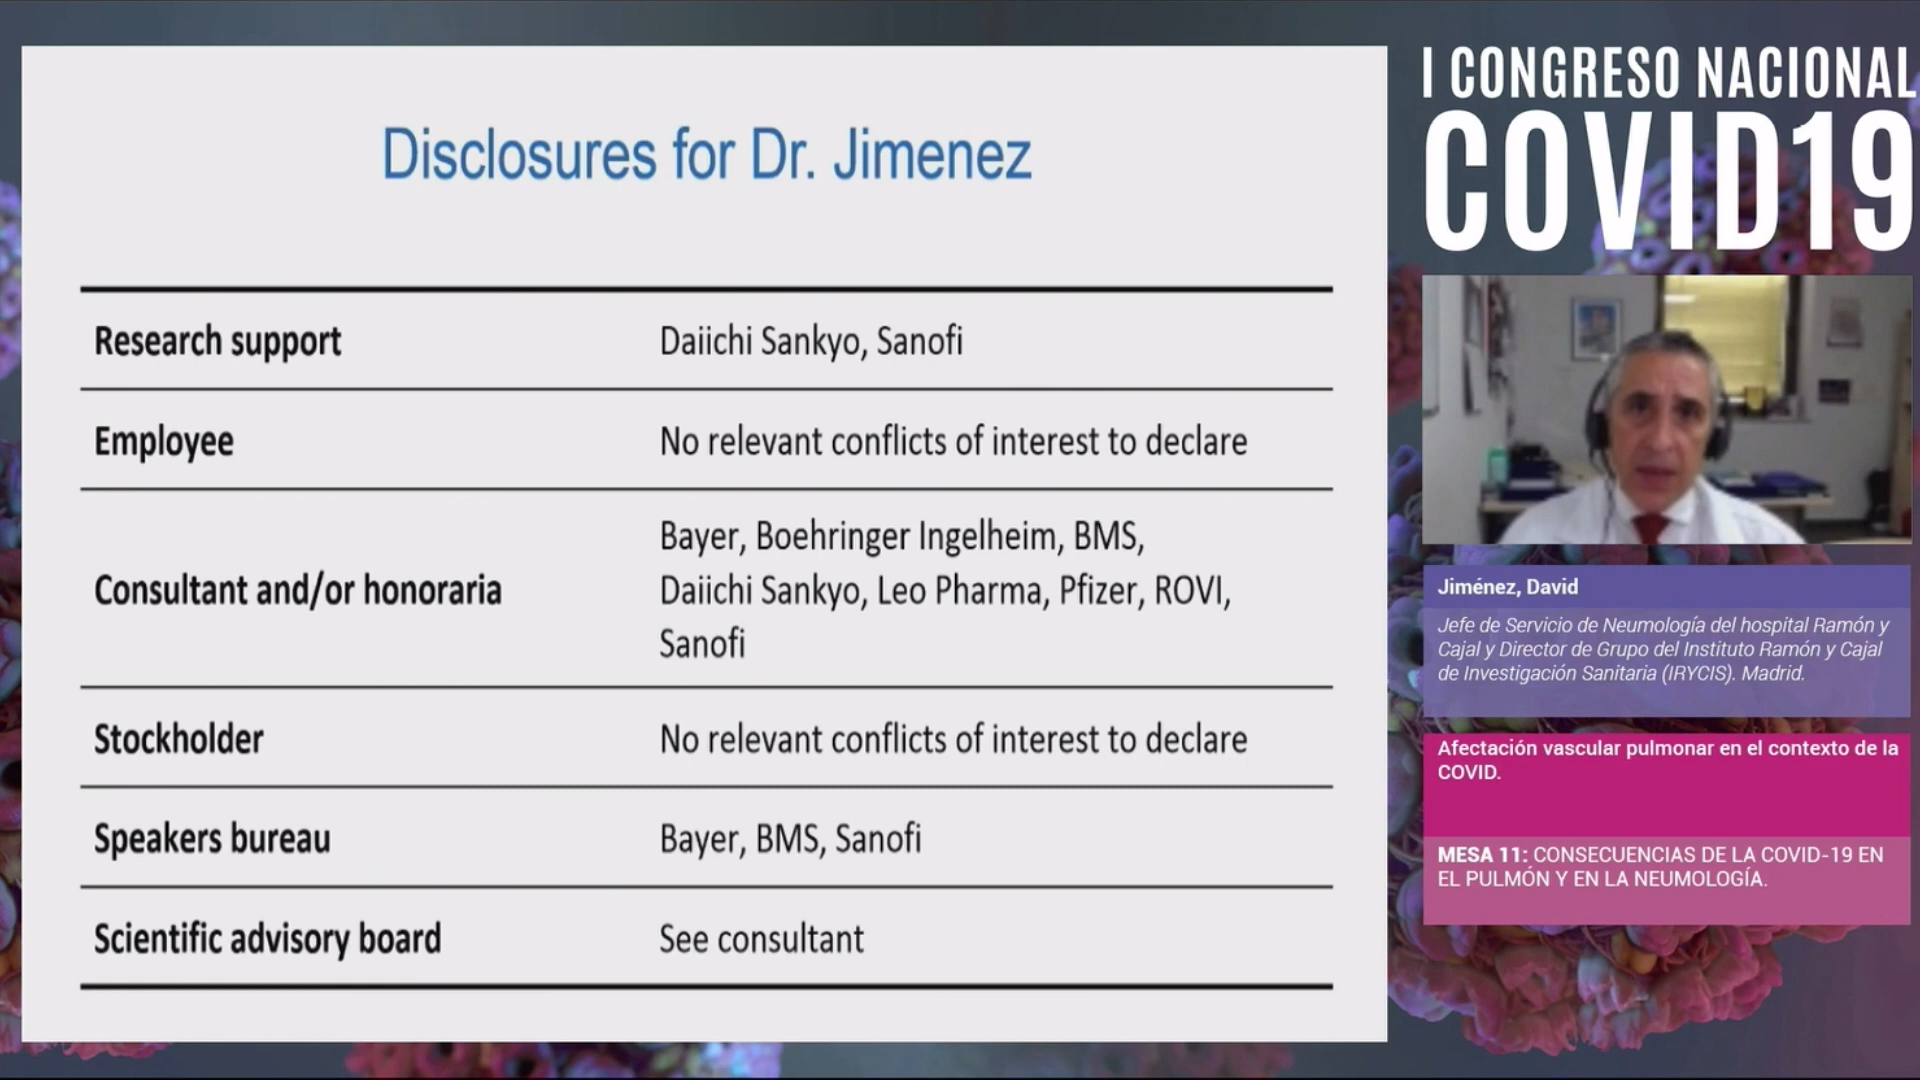 Disclosures for Dr. Jimenez
Research support Daiichi Sankyo, Sanofi
Employee No relevant conflicts of interest to declare
Consultant and/or honoraria Bayer, Boehringer Ingelheim, BMS,
Daiichi Sankyo, Leo Pharma, Pfizer, ROVI,
Sanofi
Stockholder No relevant conflicts of interest to declare
Speakers bureau Bayer, BMS, Sanofi
Scientific advisory board See consultant
I CONGRESO NACIONAL
COVID19
Jiménez, David
Jefe de Servicio de Neumología del hospital Ramón y
Cajal y Director de Grupo del Instituto Ramón y Cajal
de Investigación Sanitaria (IRYCIS). Madrid.
Afectación vascular pulmonar en el contexto de la
COVID.
MESA 11: CONSECUENCIAS DE LA COVID-19 EN
EL PULMÓN Y EN LA NEUMOLOGÍA.